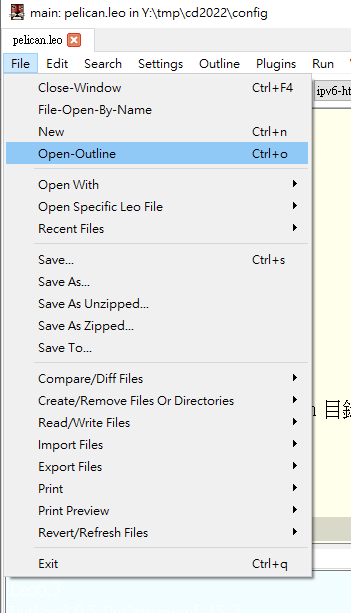 main: pelican.leo in Y:\tmp\cd2022\config
pelican.leo
File Edit Search Settings Outline Plugins Run
Close-Window Ctrl+F4
File-Open-By-Name
New Ctrl+n
Open-Outline Ctrl+o
Open With
Open Specific Leo File
Recent Files
Save... Ctrl+s
Save As...
Save As Unzipped...
Save As Zipped...
Save To...
Compare/Diff Files
Create/Remove Files Or Directories
Read/Write Files
Import Files
Export Files
Print
Print Preview
Revert/Refresh Files
Exit Ctrl+q
ipv6-ht
目